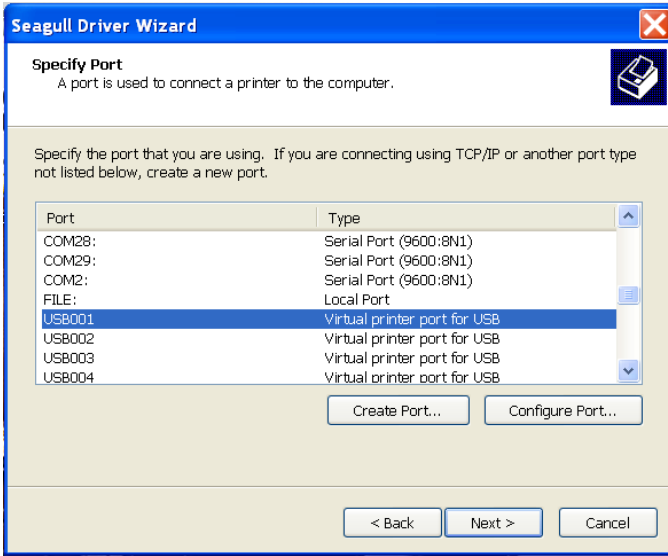 Seagull Driver Wizard
Specify Port
A port is used to connect a printer to the computer.
Specify the port that you are using. If you are connecting using TCP/IP or another port type
not listed below, create a new port.
Port Type
COM28: Serial Port (9600:8N1)
COM29: Serial Port (9600:8N1)
COM2: Serial Port (9600:8N1)
FILE: Local Port
USB001 Virtual printer port for USB
USB002 Virtual printer port for USB
USB003 Virtual printer port for USB
USB004 Virtual printer port for USB
Create Port... Configure Port...
< Back Next > Cancel